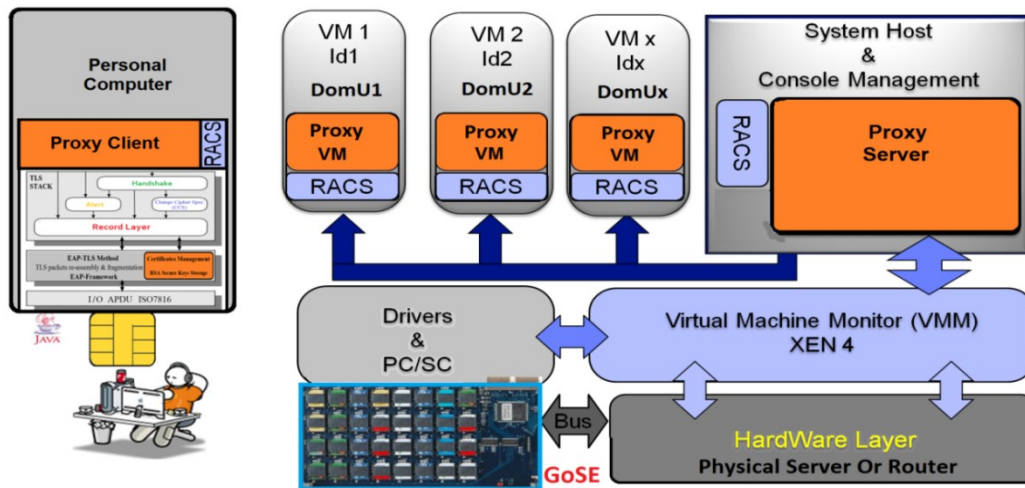 Personal
Computer
Proxy Client
RACS
TLS
STACK
Handshake
Alert
Change Cipher Spec
(CCS)
Record Layer
EAP-TLS Method
TLS packets re-assembly & fragmentation
EAP-Framework
Certificates Management
RSA Secure Keys Storage
I/O APDU ISO7816
JAVA
VM 1
Id1
DomU1
Proxy
VM
RACS
VM 2
Id2
DomU2
Proxy
VM
RACS
VM x
Idx
DomUx
Proxy
VM
RACS
System Host
&
Console Management
RACS
Proxy
Server
Drivers
&
PC/SC
Virtual Machine Monitor (VMM)
XEN 4
Bus
GoSE
HardWare Layer
Physical Server Or Router